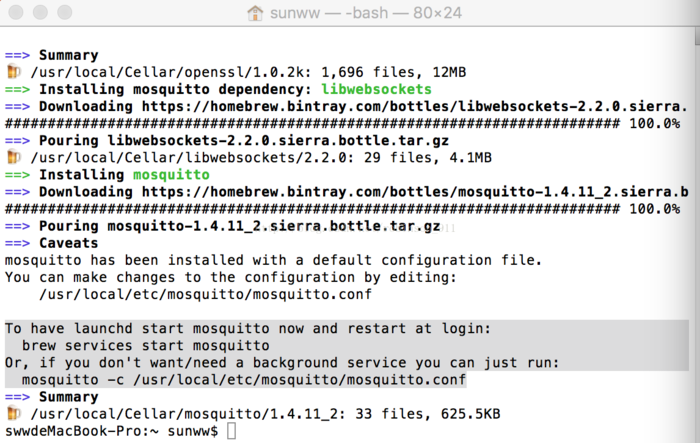 sunww — -bash — 80×24
==> Summary
🍺 /usr/local/Cellar/openssl/1.0.2k: 1,696 files, 12MB
==> Installing mosquitto dependency: libwebsockets
==> Downloading https://homebrew.bintray.com/bottles/libwebsockets-2.2.0.sierra.
######################################################################## 100.0%
==> Pouring libwebsockets-2.2.0.sierra.bottle.tar.gz
🍺 /usr/local/Cellar/libwebsockets/2.2.0: 29 files, 4.1MB
==> Installing mosquitto
==> Downloading https://homebrew.bintray.com/bottles/mosquitto-1.4.11_2.sierra.b
######################################################################## 100.0%
==> Pouring mosquitto-1.4.11_2.sierra.bottle.tar.gz
==> Caveats
mosquitto has been installed with a default configuration file.
You can make changes to the configuration by editing:
    /usr/local/etc/mosquitto/mosquitto.conf
To have launchd start mosquitto now and restart at login:
  brew services start mosquitto
Or, if you don't want/need a background service you can just run:
  mosquitto -c /usr/local/etc/mosquitto/mosquitto.conf
==> Summary
🍺 /usr/local/Cellar/mosquitto/1.4.11_2: 33 files, 625.5KB
swwdeMacBook-Pro:~ sunww$